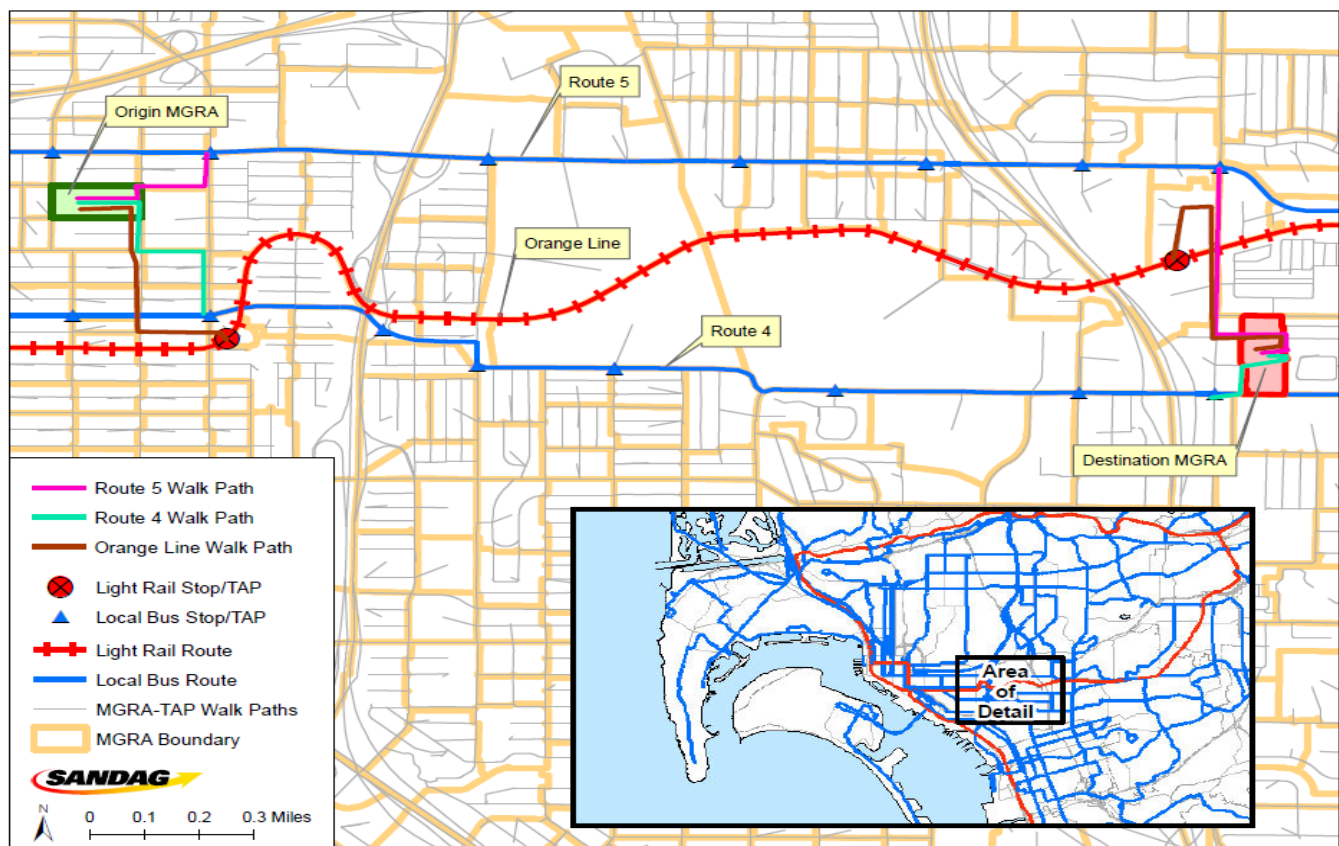 Route 5
Origin MGRA
Orange Line
Route 4
Destination MGRA
Route 5 Walk Path
Route 4 Walk Path
Orange Line Walk Path
Light Rail Stop/TAP
Local Bus Stop/TAP
Light Rail Route
Local Bus Route
MGRA-TAP Walk Paths
MGRA Boundary
SANDAG
N
0 0.1 0.2 0.3 Miles
Area
of
Detail